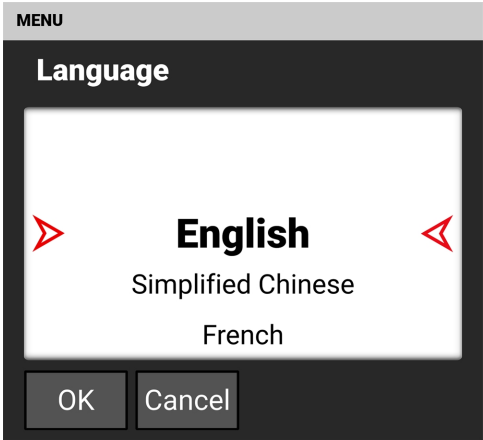 MENU
Language
English
Simplified Chinese
French
OK
Cancel